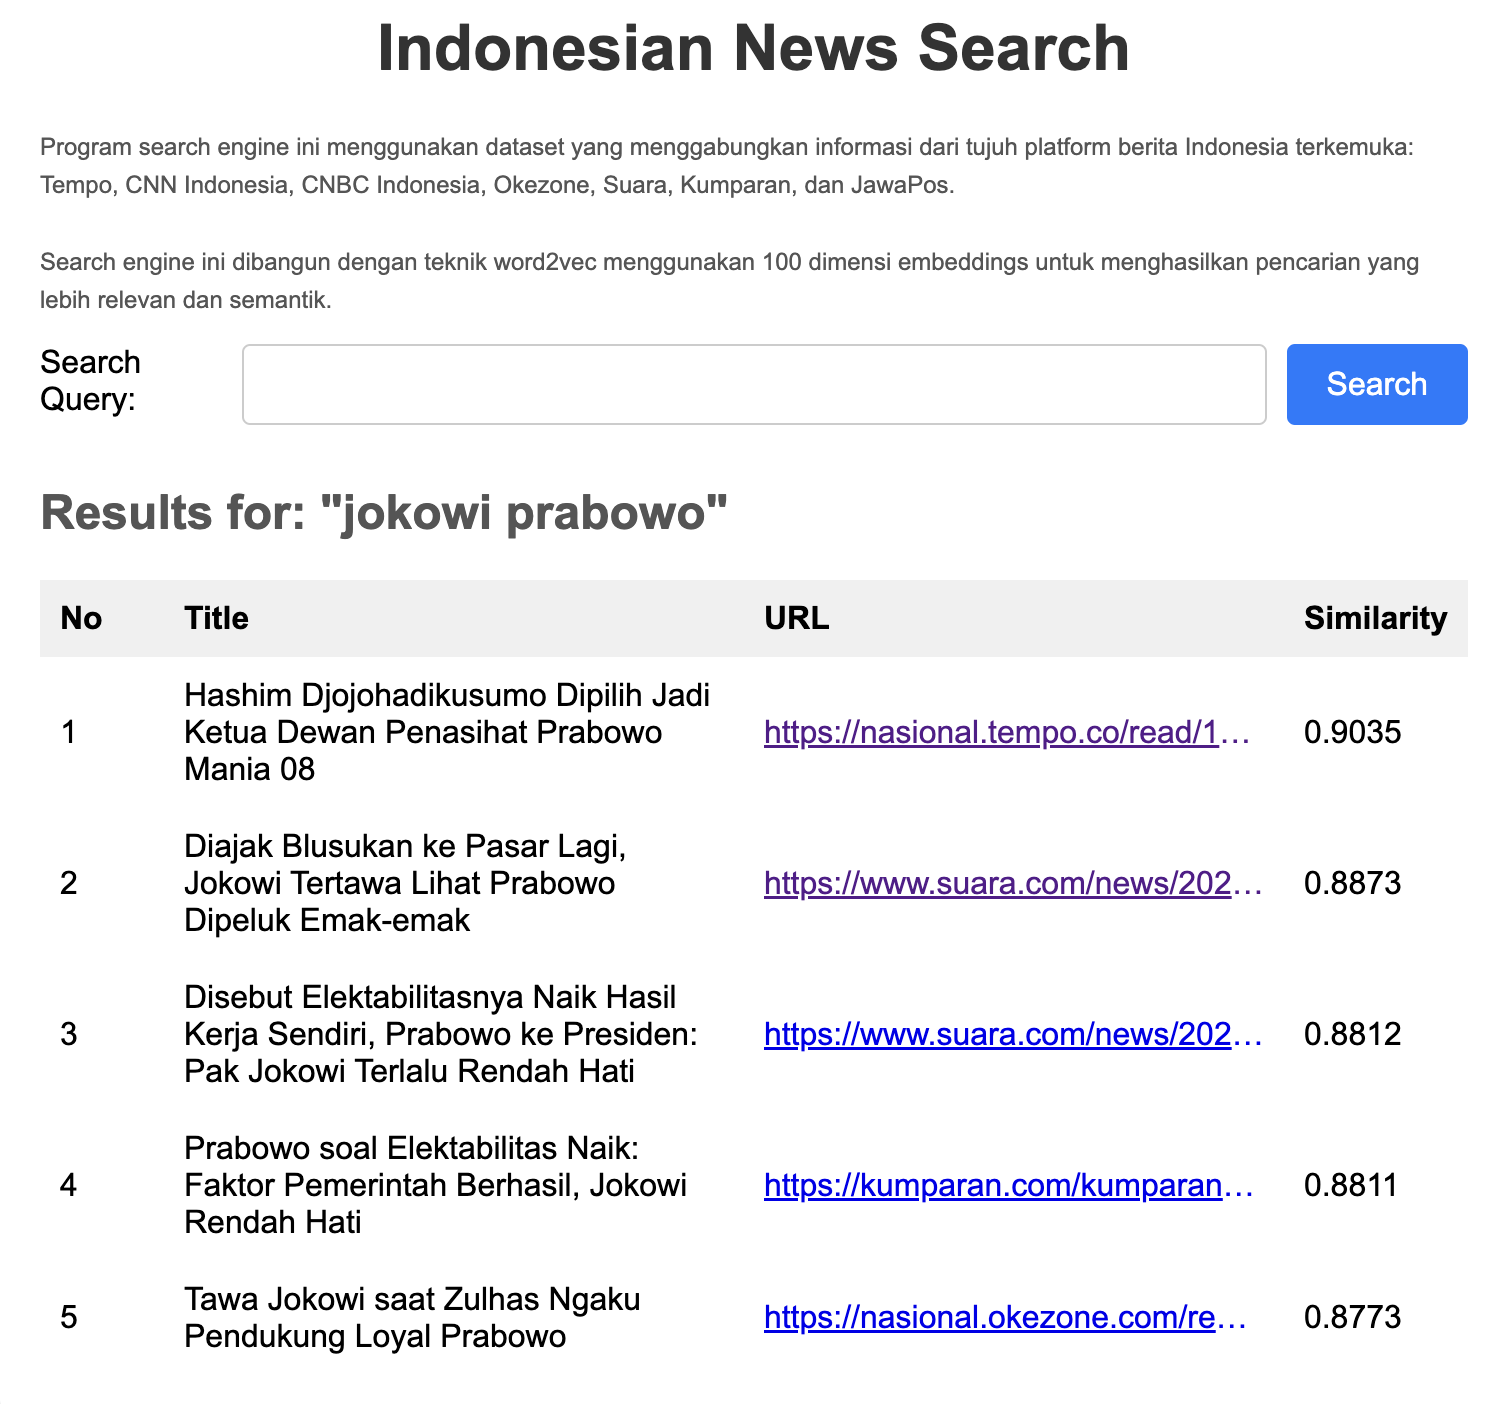 Indonesian News Search
Program search engine ini menggunakan dataset yang menggabungkan informasi dari tujuh platform berita Indonesia terkemuka:
Tempo, CNN Indonesia, CNBC Indonesia, Okezone, Suara, Kumparan, dan JawaPos.
Search engine ini dibangun dengan teknik word2vec menggunakan 100 dimensi embeddings untuk menghasilkan pencarian yang
lebih relevan dan semantik.
Search
Query:
Search
Results for: "jokowi prabowo"
No Title URL Similarity
1 Hashim Djojohadikusumo Dipilih Jadi
Ketua Dewan Penasihat Prabowo
Mania 08 https://nasional.tempo.co/read/1... 0.9035
2 Diajak Blusukan ke Pasar Lagi,
Jokowi Tertawa Lihat Prabowo
Dipeluk Emak-emak https://www.suara.com/news/202... 0.8873
3 Disebut Elektabilitasnya Naik Hasil
Kerja Sendiri, Prabowo ke Presiden:
Pak Jokowi Terlalu Rendah Hati https://www.suara.com/news/202... 0.8812
4 Prabowo soal Elektabilitas Naik:
Faktor Pemerintah Berhasil, Jokowi
Rendah Hati https://kumparan.com/kumparan... 0.8811
5 Tawa Jokowi saat Zulhas Ngaku
Pendukung Loyal Prabowo https://nasional.okezone.com/re... 0.8773